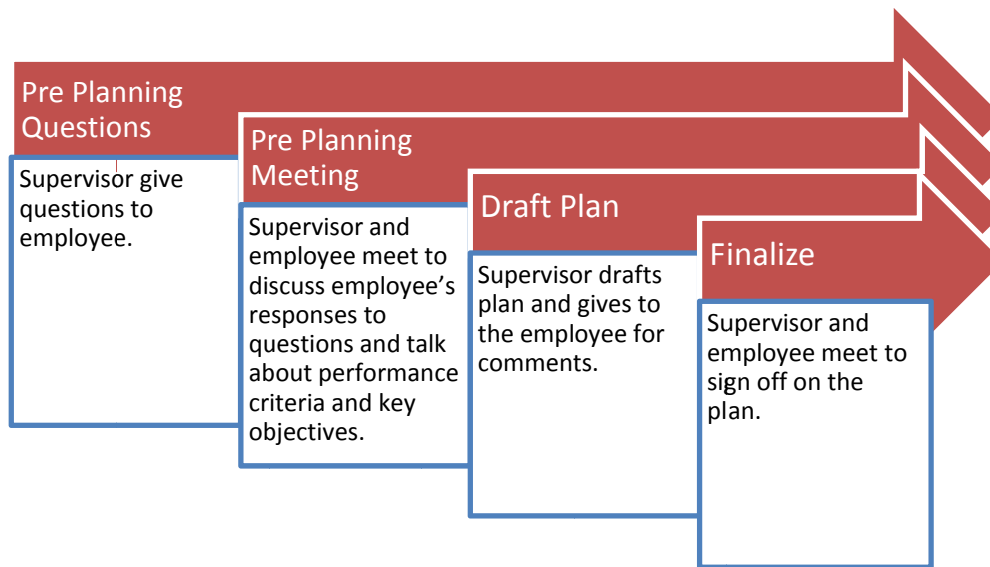 Pre Planning
Questions
Supervisor give
questions to
employee.
Pre Planning
Meeting
Supervisor and
employee meet to
discuss employee’s
responses to
questions and talk
about performance
criteria and key
objectives.
Draft Plan
Supervisor drafts
plan and gives to
the employee for
comments.
Finalize
Supervisor and
employee meet to
sign off on the
plan.